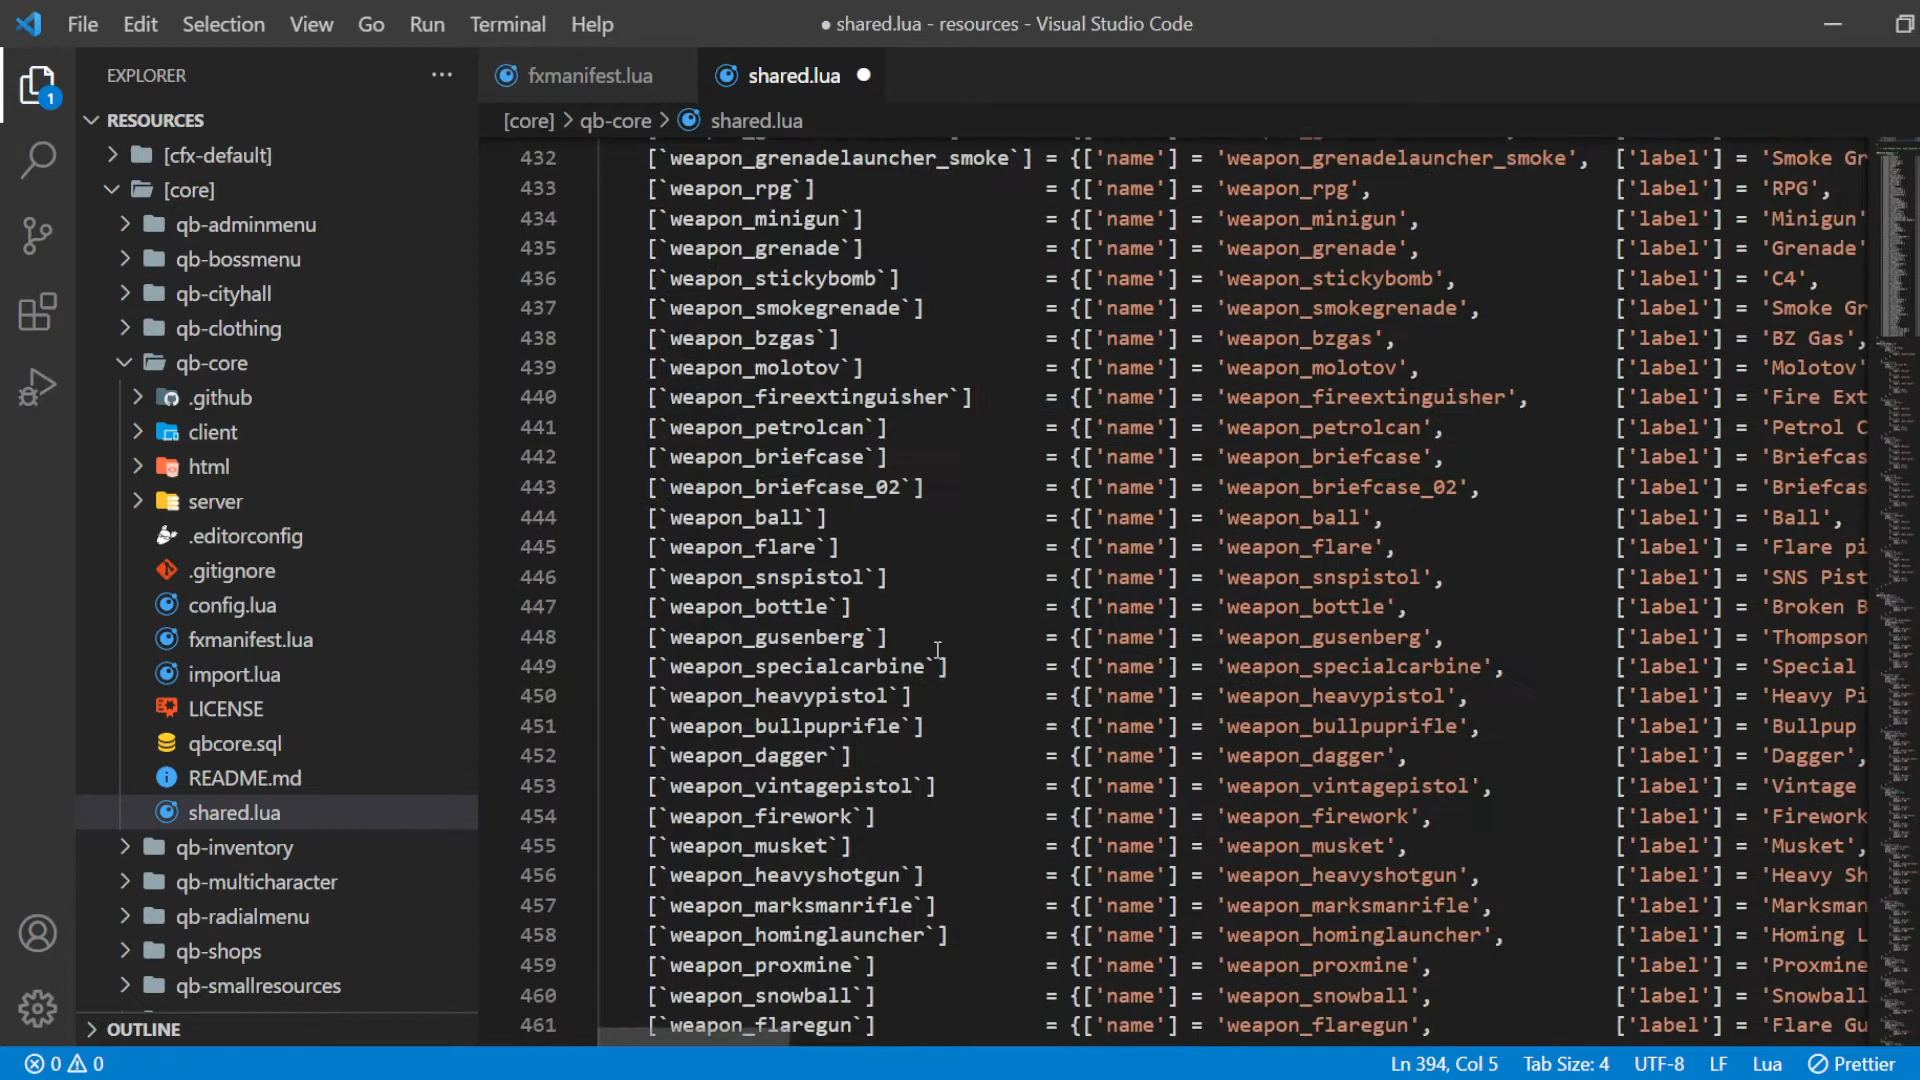 File Edit Selection View Go Run Terminal Help
● shared.lua - resources - Visual Studio Code
EXPLORER
1
RESOURCES
[cfx-default]
[core]
qb-adminmenu
qb-bossmenu
qb-cityhall
qb-clothing
qb-core
.github
client
html
server
.editorconfig
.gitignore
config.lua
fxmanifest.lua
import.lua
LICENSE
qbcore.sql
README.md
shared.lua
qb-inventory
qb-multicharacter
qb-radialmenu
qb-shops
qb-smallresources
OUTLINE
fxmanifest.lua shared.lua ●
[core] > qb-core > shared.lua
432 [`weapon_grenadelauncher_smoke`] = {['name'] = 'weapon_grenadelauncher_smoke', ['label'] = 'Smoke Gr
433 [`weapon_rpg`] = {['name'] = 'weapon_rpg', ['label'] = 'RPG',
434 [`weapon_minigun`] = {['name'] = 'weapon_minigun', ['label'] = 'Minigun'
435 [`weapon_grenade`] = {['name'] = 'weapon_grenade', ['label'] = 'Grenade'
436 [`weapon_stickybomb`] = {['name'] = 'weapon_stickybomb', ['label'] = 'C4',
437 [`weapon_smokegrenade`] = {['name'] = 'weapon_smokegrenade', ['label'] = 'Smoke Gr
438 [`weapon_bzgas`] = {['name'] = 'weapon_bzgas', ['label'] = 'BZ Gas',
439 [`weapon_molotov`] = {['name'] = 'weapon_molotov', ['label'] = 'Molotov'
440 [`weapon_fireextinguisher`] = {['name'] = 'weapon_fireextinguisher', ['label'] = 'Fire Ext
441 [`weapon_petrolcan`] = {['name'] = 'weapon_petrolcan', ['label'] = 'Petrol C
442 [`weapon_briefcase`] = {['name'] = 'weapon_briefcase', ['label'] = 'Briefcas
443 [`weapon_briefcase_02`] = {['name'] = 'weapon_briefcase_02', ['label'] = 'Briefcas
444 [`weapon_ball`] = {['name'] = 'weapon_ball', ['label'] = 'Ball',
445 [`weapon_flare`] = {['name'] = 'weapon_flare', ['label'] = 'Flare pi
446 [`weapon_snspistol`] = {['name'] = 'weapon_snspistol', ['label'] = 'SNS Pist
447 [`weapon_bottle`] = {['name'] = 'weapon_bottle', ['label'] = 'Broken B
448 [`weapon_gusenberg`] = {['name'] = 'weapon_gusenberg', ['label'] = 'Thompson
449 [`weapon_specialcarbine`] = {['name'] = 'weapon_specialcarbine', ['label'] = 'Special
450 [`weapon_heavypistol`] = {['name'] = 'weapon_heavypistol', ['label'] = 'Heavy Pi
451 [`weapon_bullpuprifle`] = {['name'] = 'weapon_bullpuprifle', ['label'] = 'Bullpup
452 [`weapon_dagger`] = {['name'] = 'weapon_dagger', ['label'] = 'Dagger',
453 [`weapon_vintagepistol`] = {['name'] = 'weapon_vintagepistol', ['label'] = 'Vintage
454 [`weapon_firework`] = {['name'] = 'weapon_firework', ['label'] = 'Firework
455 [`weapon_musket`] = {['name'] = 'weapon_musket', ['label'] = 'Musket',
456 [`weapon_heavyshotgun`] = {['name'] = 'weapon_heavyshotgun', ['label'] = 'Heavy Sh
457 [`weapon_marksmanrifle`] = {['name'] = 'weapon_marksmanrifle', ['label'] = 'Marksman
458 [`weapon_hominglauncher`] = {['name'] = 'weapon_hominglauncher', ['label'] = 'Homing L
459 [`weapon_proxmine`] = {['name'] = 'weapon_proxmine', ['label'] = 'Proxmine
460 [`weapon_snowball`] = {['name'] = 'weapon_snowball', ['label'] = 'Snowball
461 [`weapon_flaregun`] = {['name'] = 'weapon_flaregun', ['label'] = 'Flare Gu
0 0 Ln 394, Col 5 Tab Size: 4 UTF-8 LF Lua Prettier